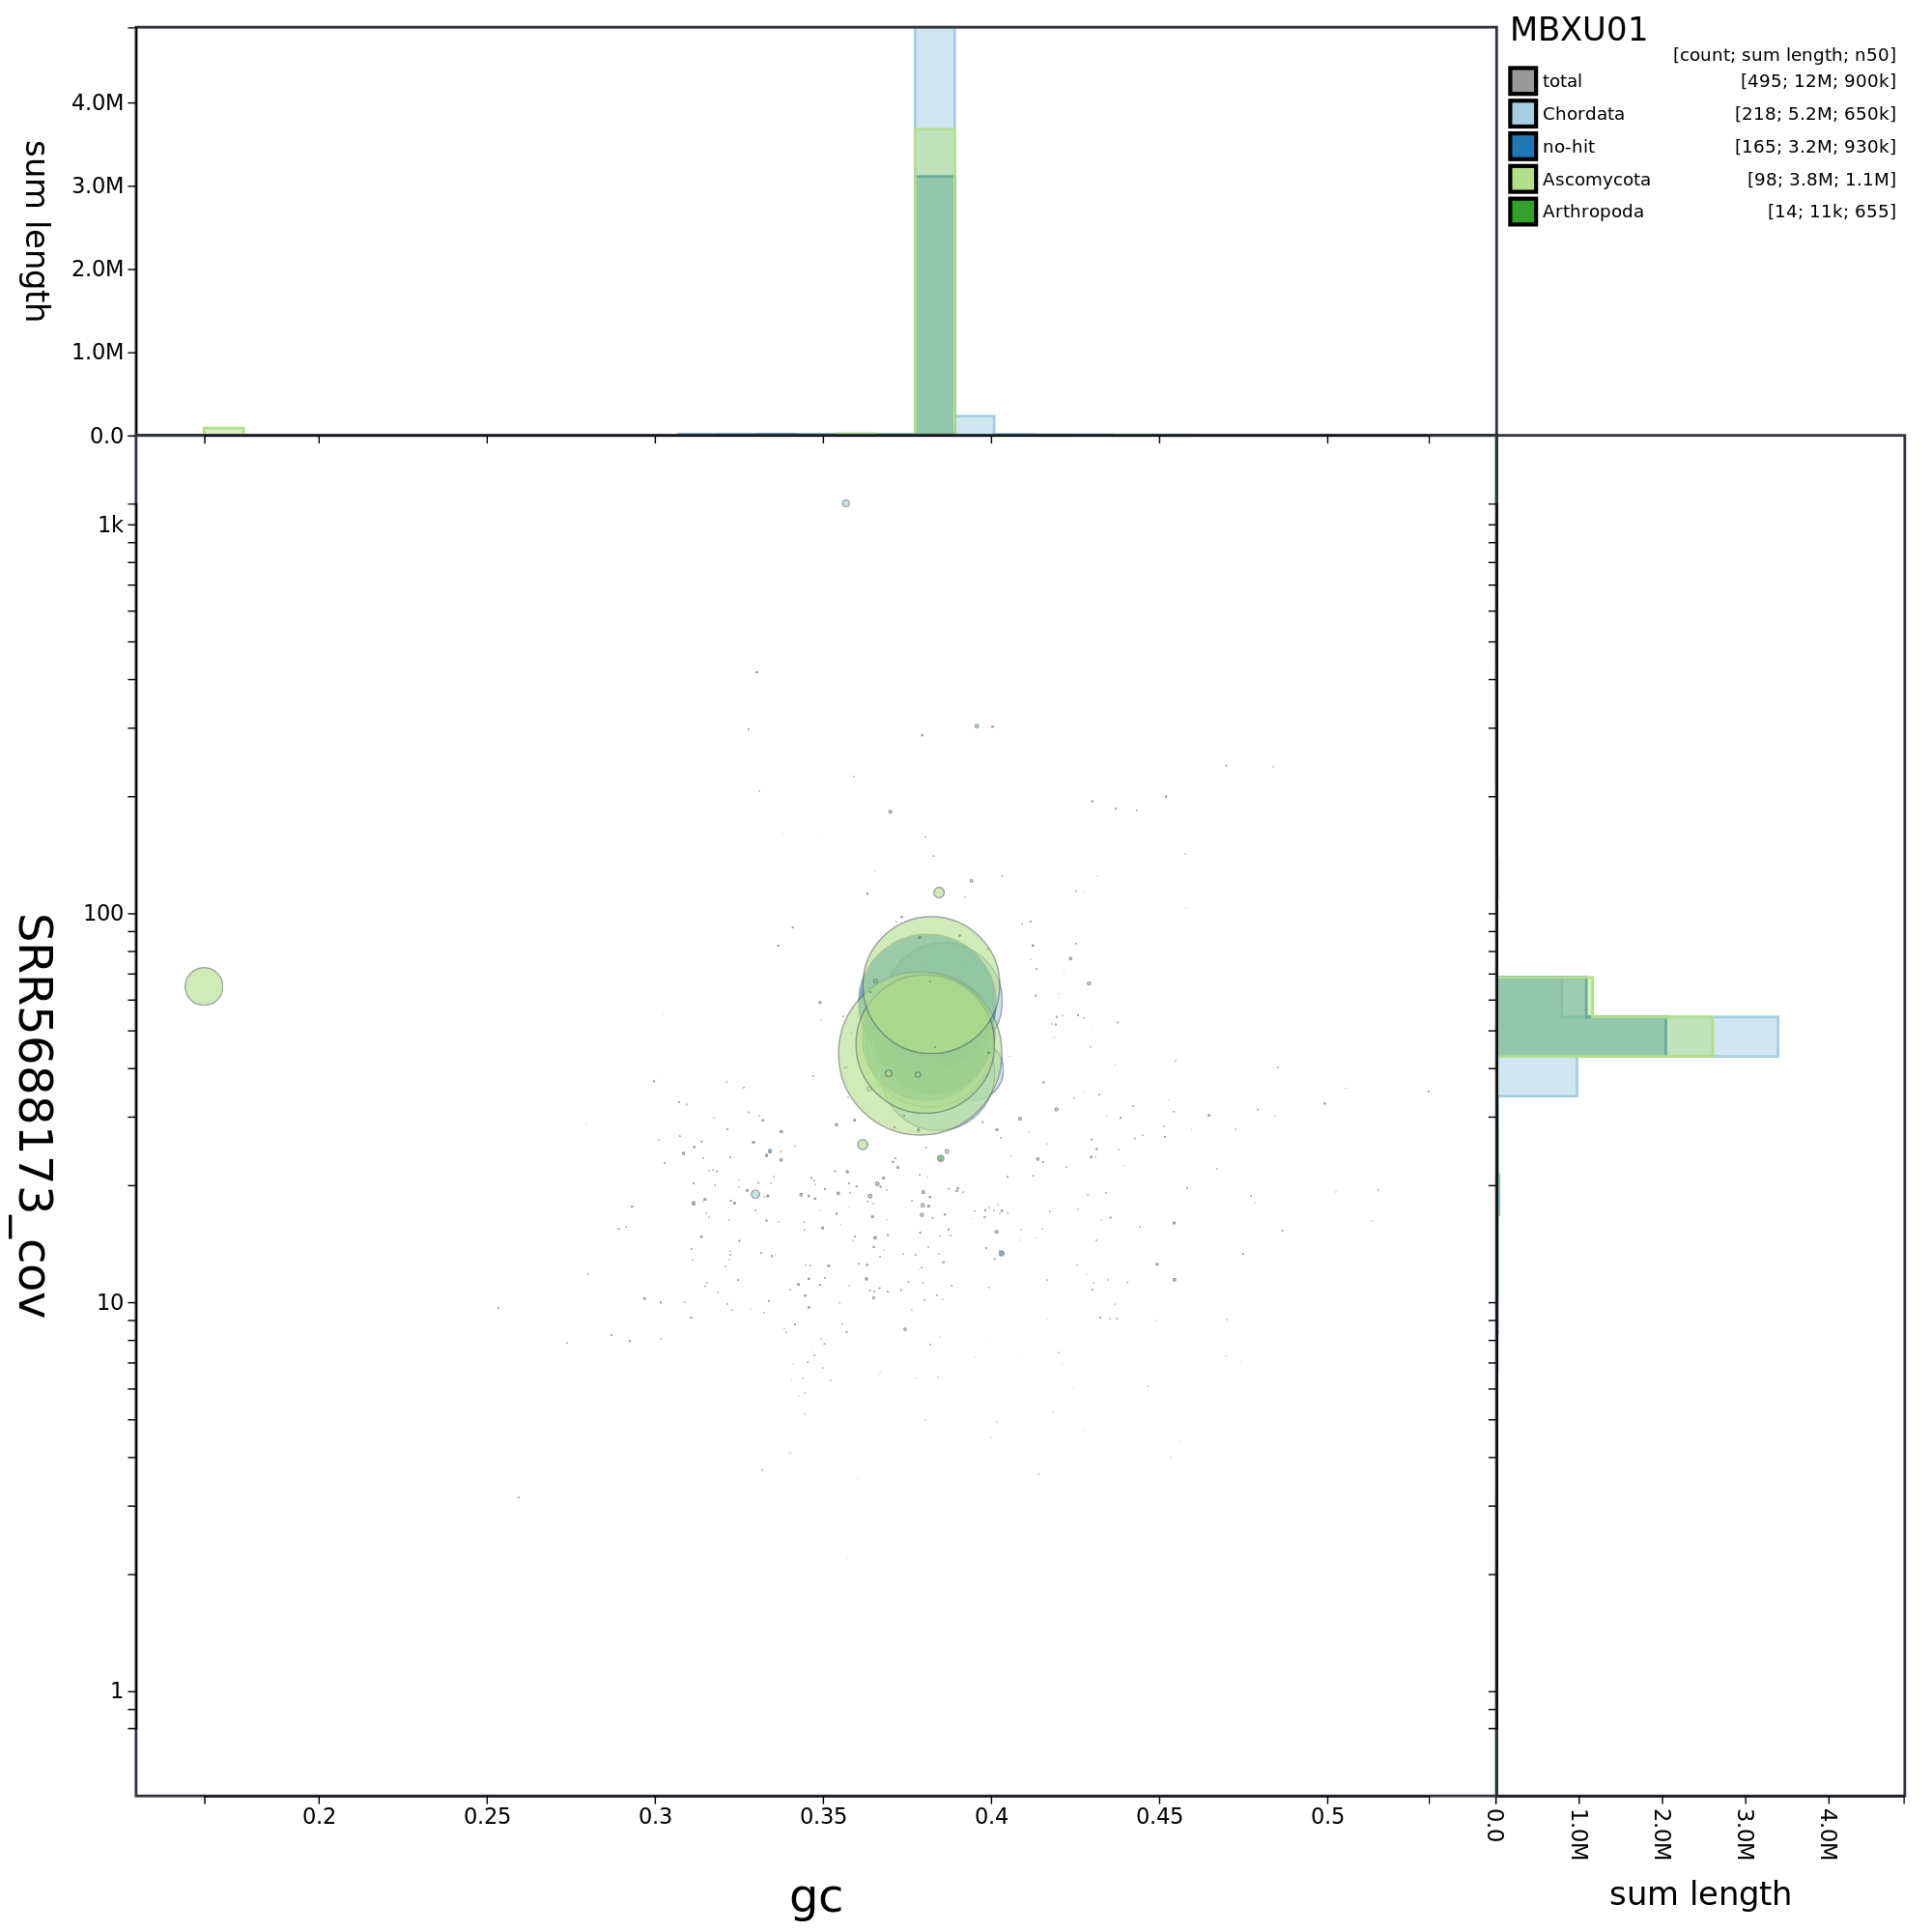 MBXU01
[count; sum length; n50]
total [495; 12M; 900k]
Chordata [218; 5.2M; 650k]
no-hit [165; 3.2M; 930k]
Ascomycota [98; 3.8M; 1.1M]
Arthropoda [14; 11k; 655]
sum length
4.0M
3.0M
2.0M
1.0M
0.0
SRR5688173_cov
1k
100
10
1
0.2 0.25 0.3 0.35 0.4 0.45 0.5
gc
0.0 1.0M 2.0M 3.0M 4.0M
sum length